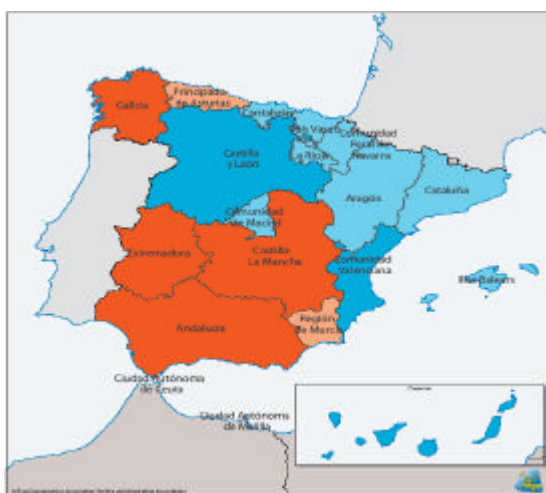 Principado
de Asturias
Galicia
Cantabria
País Vasco
Comunidad
Foral de
Navarra
La Rioja
Castilla
y León
Cataluña
Aragón
Comunidad
de Madrid
Extremadura
Castilla-
La Mancha
Comunidad
Valenciana
Illes Balears
Región
de Murcia
Andalucía
Ciudad Autónoma
de Ceuta
Ciudad Autónoma
de Melilla
Canarias